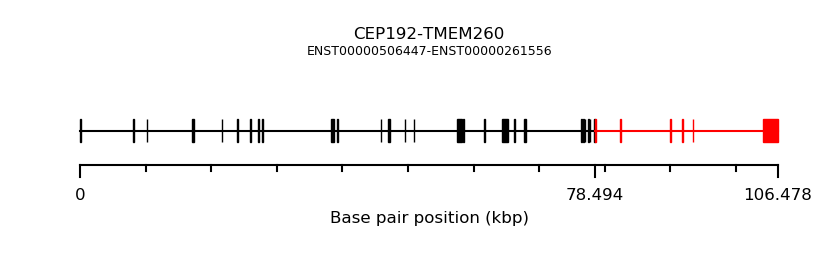 CEP192-TMEM260
ENST00000506447-ENST00000261556
0 78.494 106.478
Base pair position (kbp)